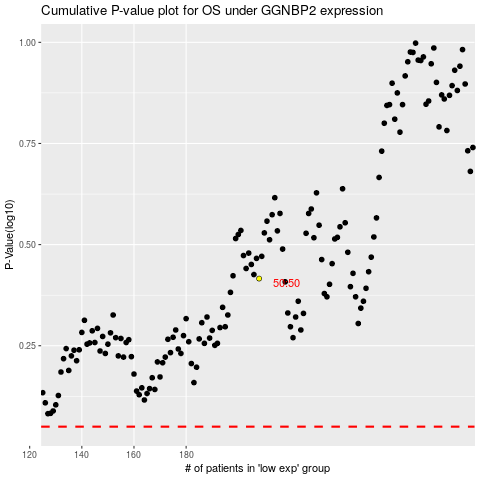 Cumulative P-value plot for OS under GGNBP2 expression
P-Value(log10)
1.00
0.75
0.50
0.25
50:50
120 140 160 180
# of patients in 'low exp' group